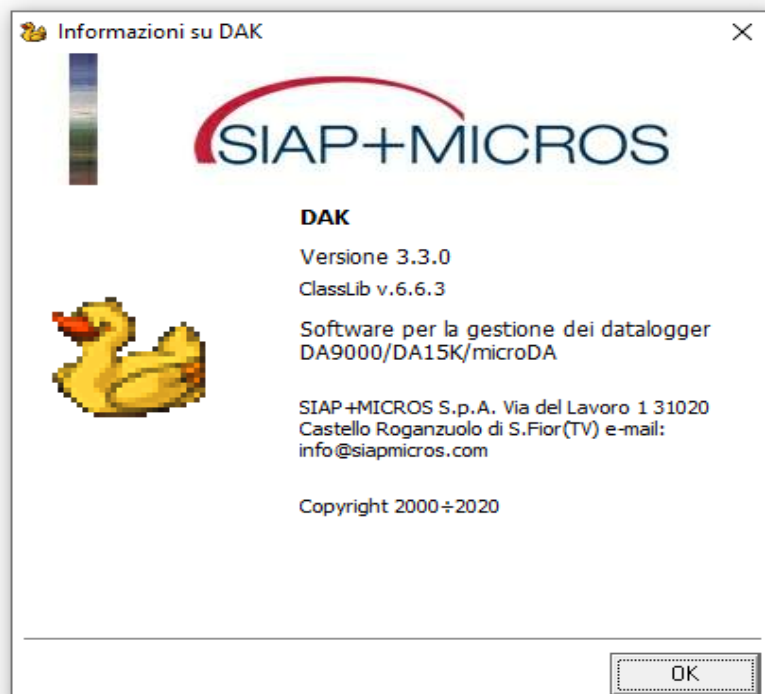 Informazioni su DAK
SIAP+MICROS
DAK
Versione 3.3.0
ClassLib v.6.6.3
Software per la gestione dei datalogger
DA9000/DA15K/microDA
SIAP+MICROS S.p.A. Via del Lavoro 1 31020
Castello Roganzuolo di S.Fior(TV) e-mail:
info@siapmicros.com
Copyright 2000÷2020
OK